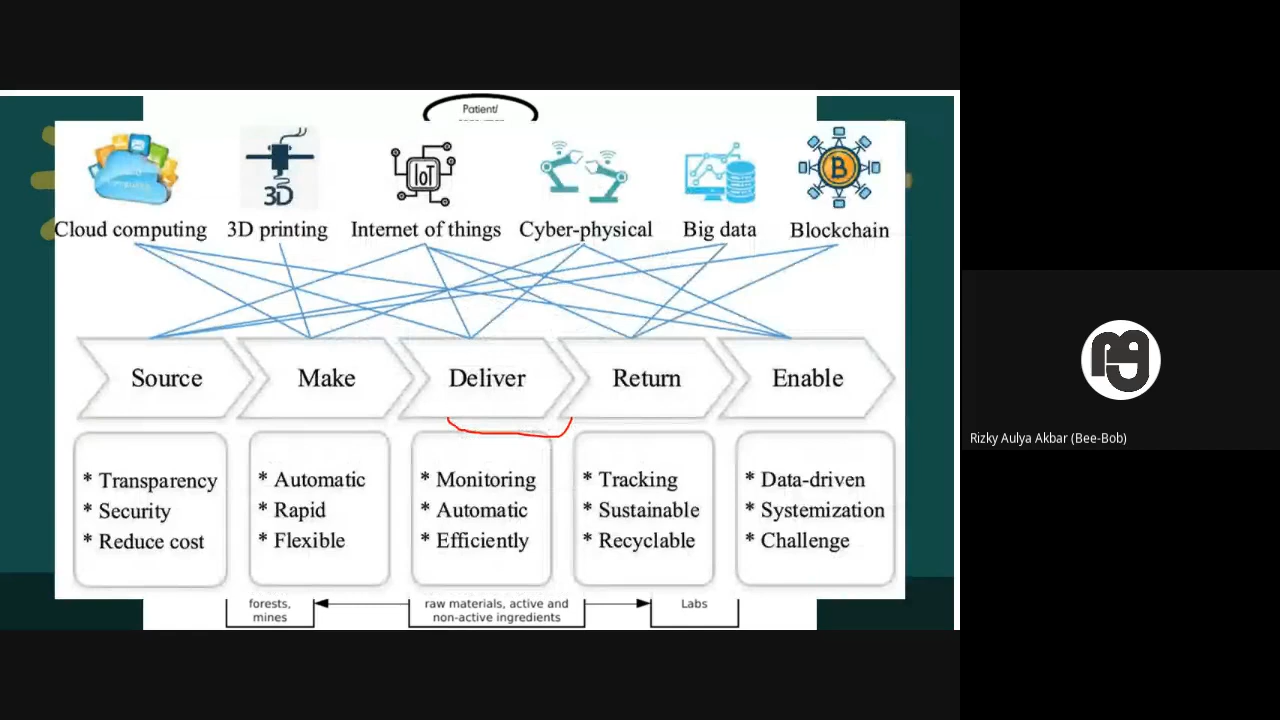 Patient/
IoT
3D
B
Cloud computing
3D printing
Internet of things
Cyber-physical
Big data
Blockchain
Source
Make
Deliver
Return
Enable
* Transparency
* Security
* Reduce cost
* Automatic
* Rapid
* Flexible
* Monitoring
* Automatic
* Efficiently
* Tracking
* Sustainable
* Recyclable
* Data-driven
* Systemization
* Challenge
forests,
mines
raw materials, active and
non-active ingredients
Labs
Rizky Aulya Akbar (Bee-Bob)